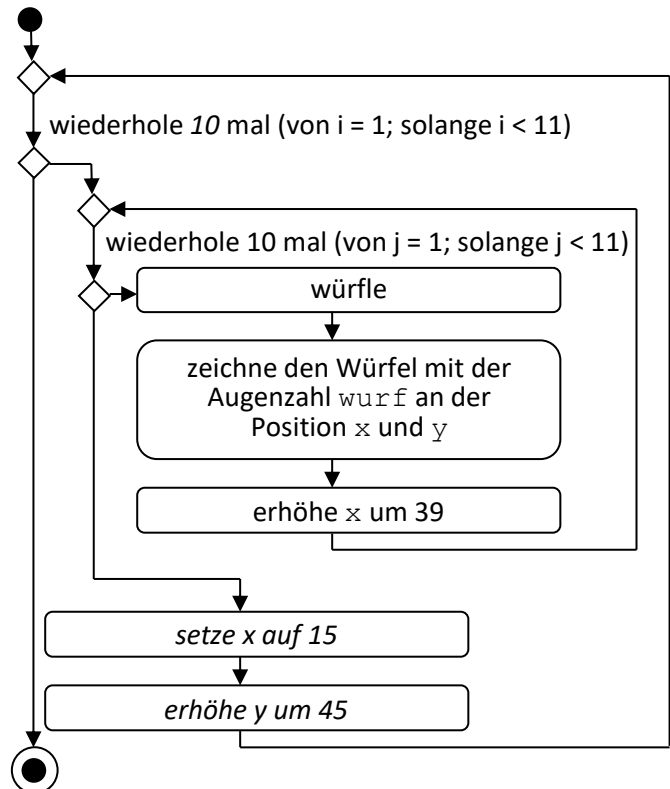 wiederhole 10 mal (von i = 1; solange i < 11)
wiederhole 10 mal (von j = 1; solange j < 11)
würfle
zeichne den Würfel mit der
Augenzahl wurf an der
Position x und y
erhöhe x um 39
setze x auf 15
erhöhe y um 45